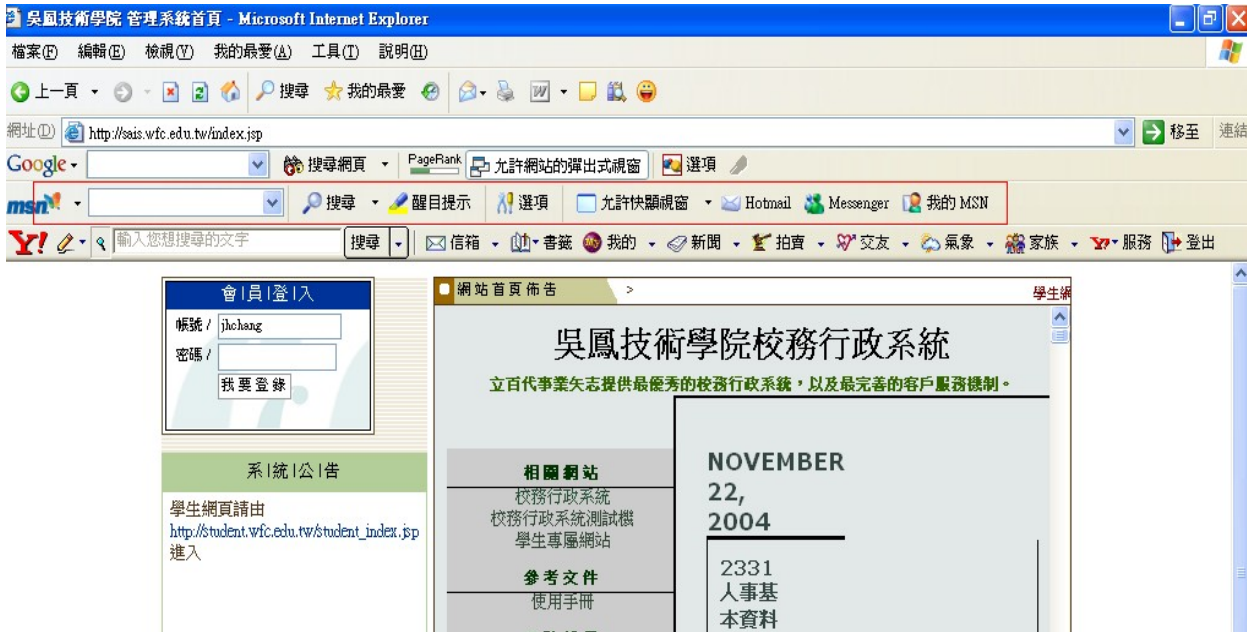 吳鳳技術學院 管理系統首頁 - Microsoft Internet Explorer
檔案(F) 編輯(E) 檢視(V) 我的最愛(A) 工具(T) 說明(H)
上一頁 搜尋 我的最愛
網址(D) http://sais.wfc.edu.tw/index.jsp 移至 連結
Google 搜尋網頁 PageRank 允許網站的彈出式視窗 選項
msn 搜尋 醒目提示 選項 允許快顯視窗 Hotmail Messenger 我的 MSN
Y! 輸入您想搜尋的文字 搜尋 信箱 書籤 我的 新聞 拍賣 交友 氣象 家族 服務 登出
會|員|登|入
帳號 / jhchang
密碼 /
我要登錄
系|統|公|告
學生網頁請由
http://student.wfc.edu.tw/student_index.jsp
進入
網站首頁佈告 >
學生網
吳鳳技術學院校務行政系統
立百代事業矢志提供最優秀的校務行政系統，以及最完善的客戶服務機制。
相關網站
校務行政系統
校務行政系統測試機
學生專屬網站
參考文件
使用手冊
NOVEMBER
22,
2004
2331
人事基
本資料